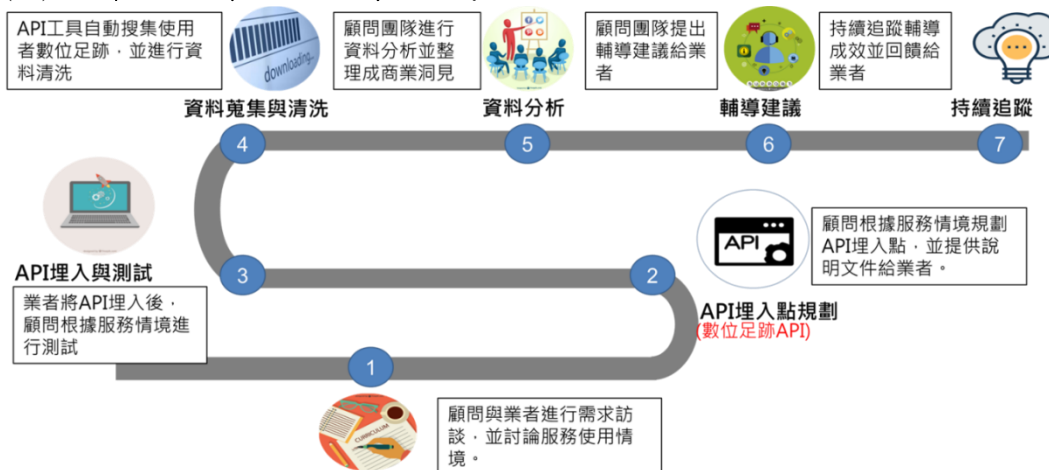 API工具自動搜集使用
者數位足跡，並進行資
料清洗
downloading...
顧問團隊進行
資料分析並整
理成商業洞見
顧問團隊提出
輔導建議給業
者
持續追蹤輔導
成效並回饋給
業者
資料蒐集與清洗
資料分析
輔導建議
持續追蹤
4
5
6
7
API
顧問根據服務情境規劃
API埋入點，並提供說
明文件給業者。
API埋入與測試
3
2
業者將API埋入後，
顧問根據服務情境進
行測試
API埋入點規劃
(數位足跡API)
1
CURRICULUM
顧問與業者進行需求訪
談，並討論服務使用情
境。